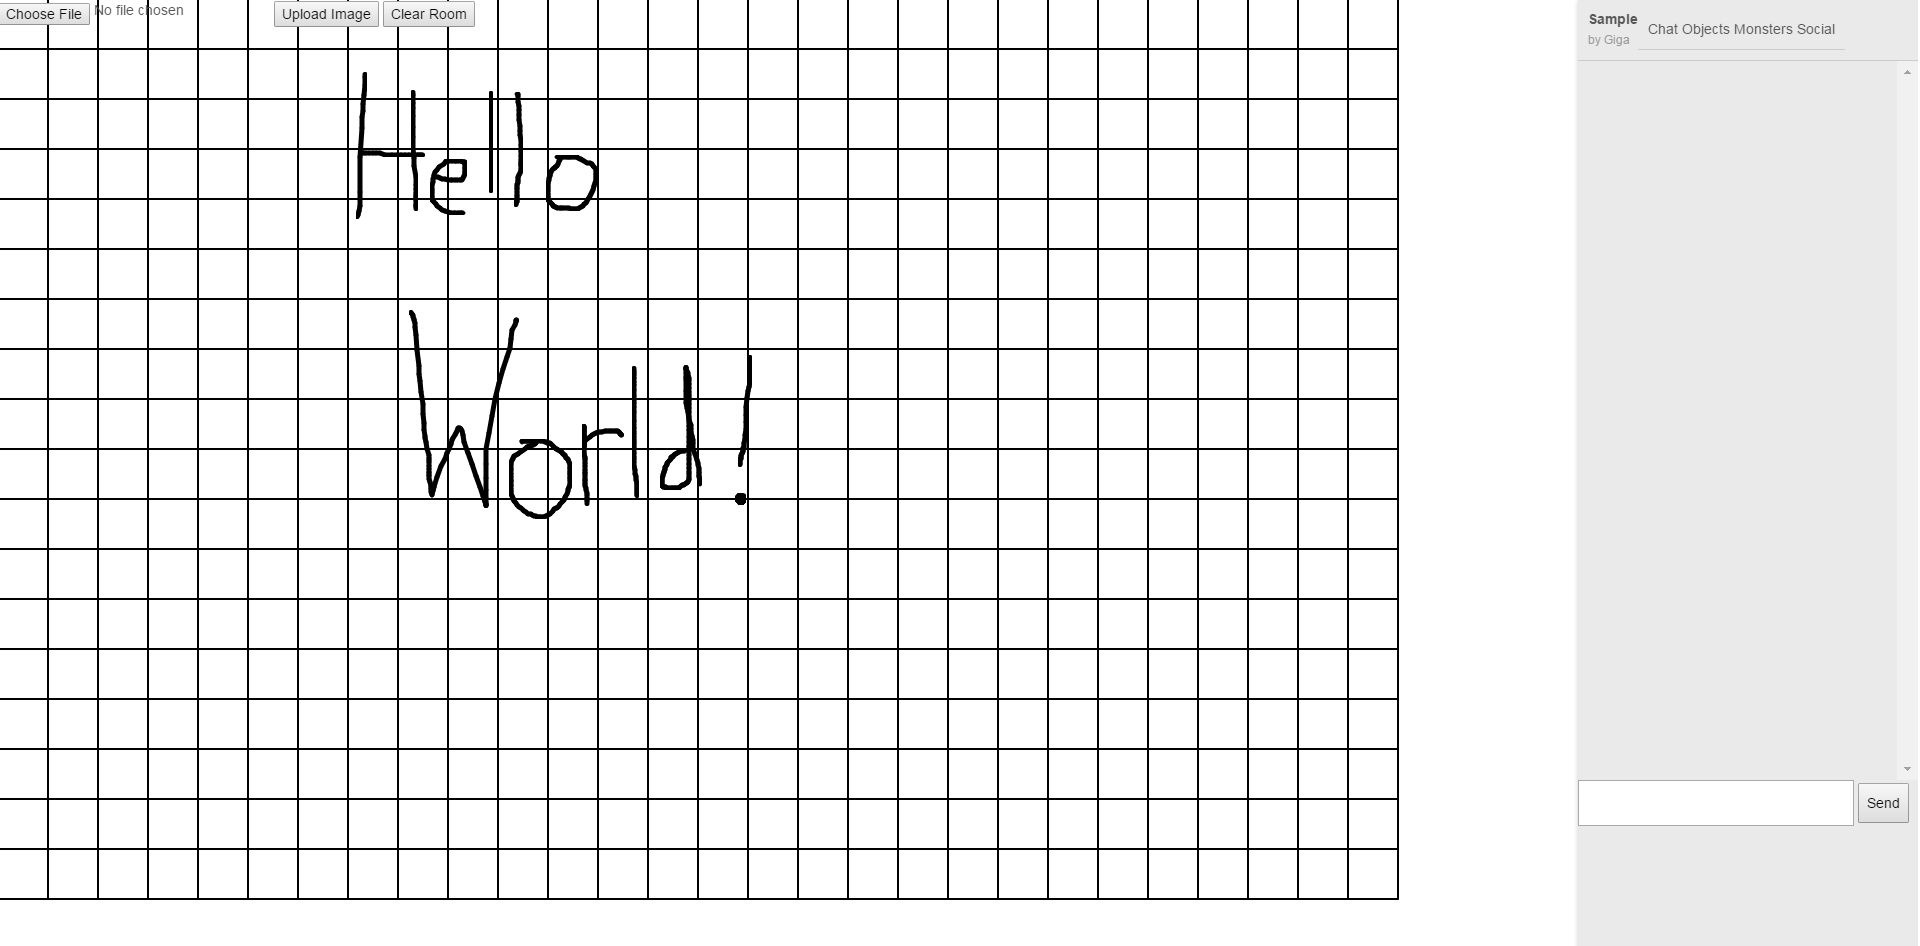 Choose File No file chosen Upload Image Clear Room
Hello
World!
Sample
by Giga
Chat Objects Monsters Social
Send